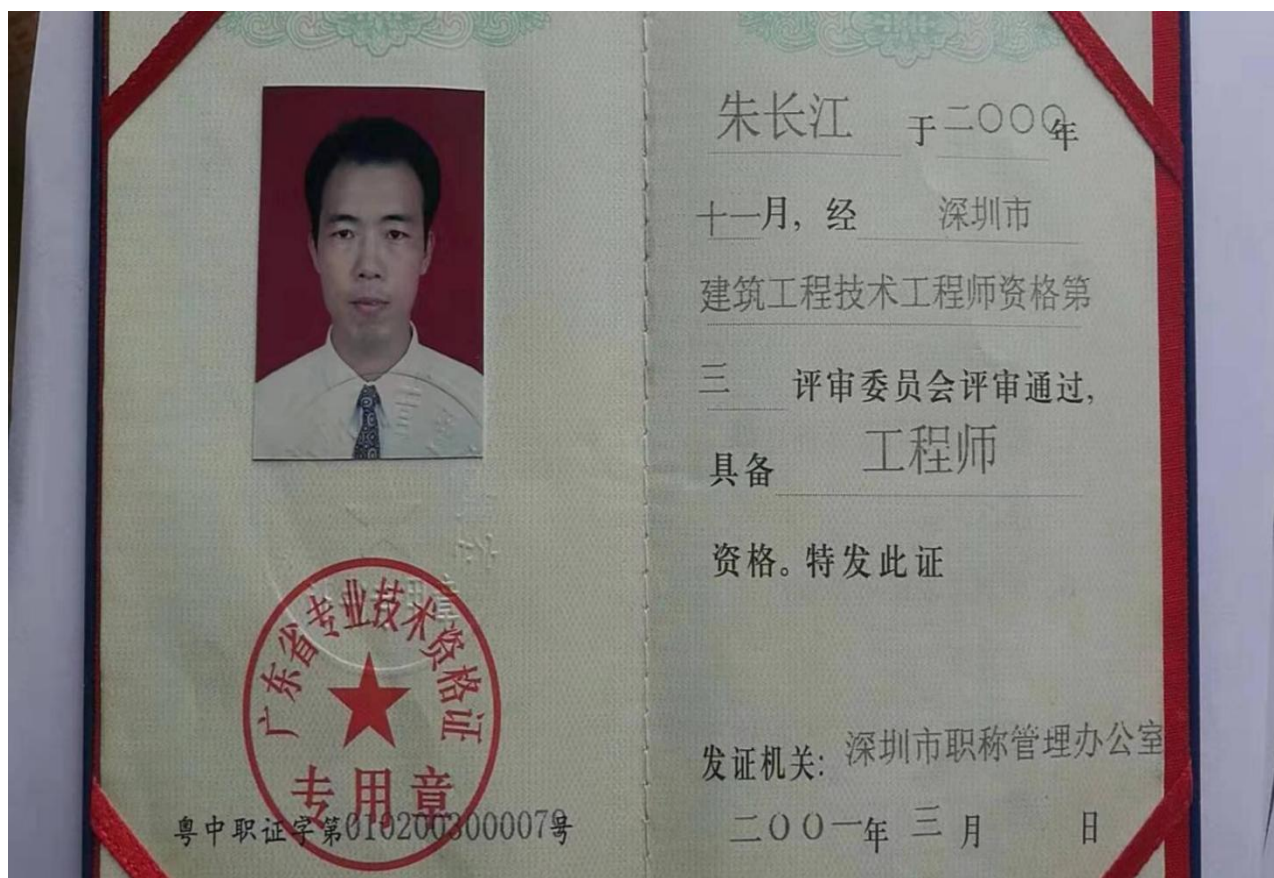 广东省专业技术资格证
专用章
粤中职证字第0102003000079号
朱长江 于二〇〇〇年
十一月，经 深圳市
建筑工程技术工程师资格第
三 评审委员会评审通过，
具备 工程师
资格。特发此证
发证机关：深圳市职称管理办公室
二〇〇一年 三 月 日